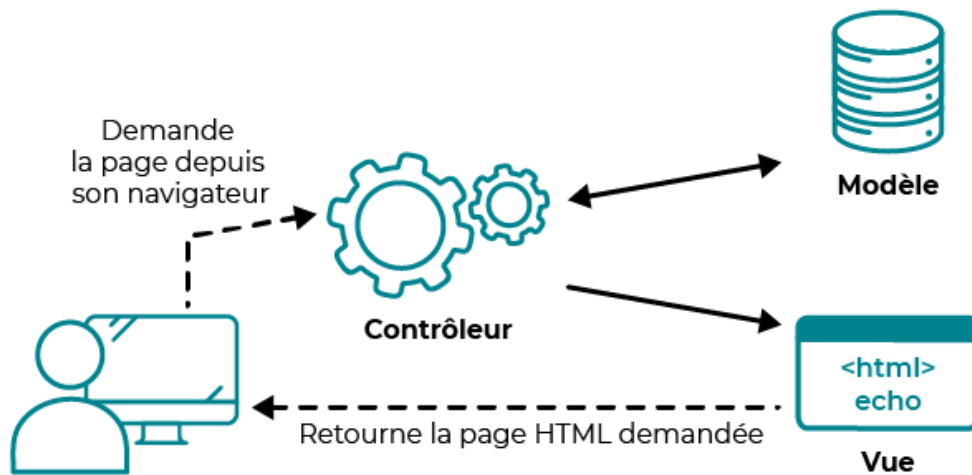 Demande
la page depuis
son navigateur
Modèle
Contrôleur
<html>
echo
Retourne la page HTML demandée
Vue